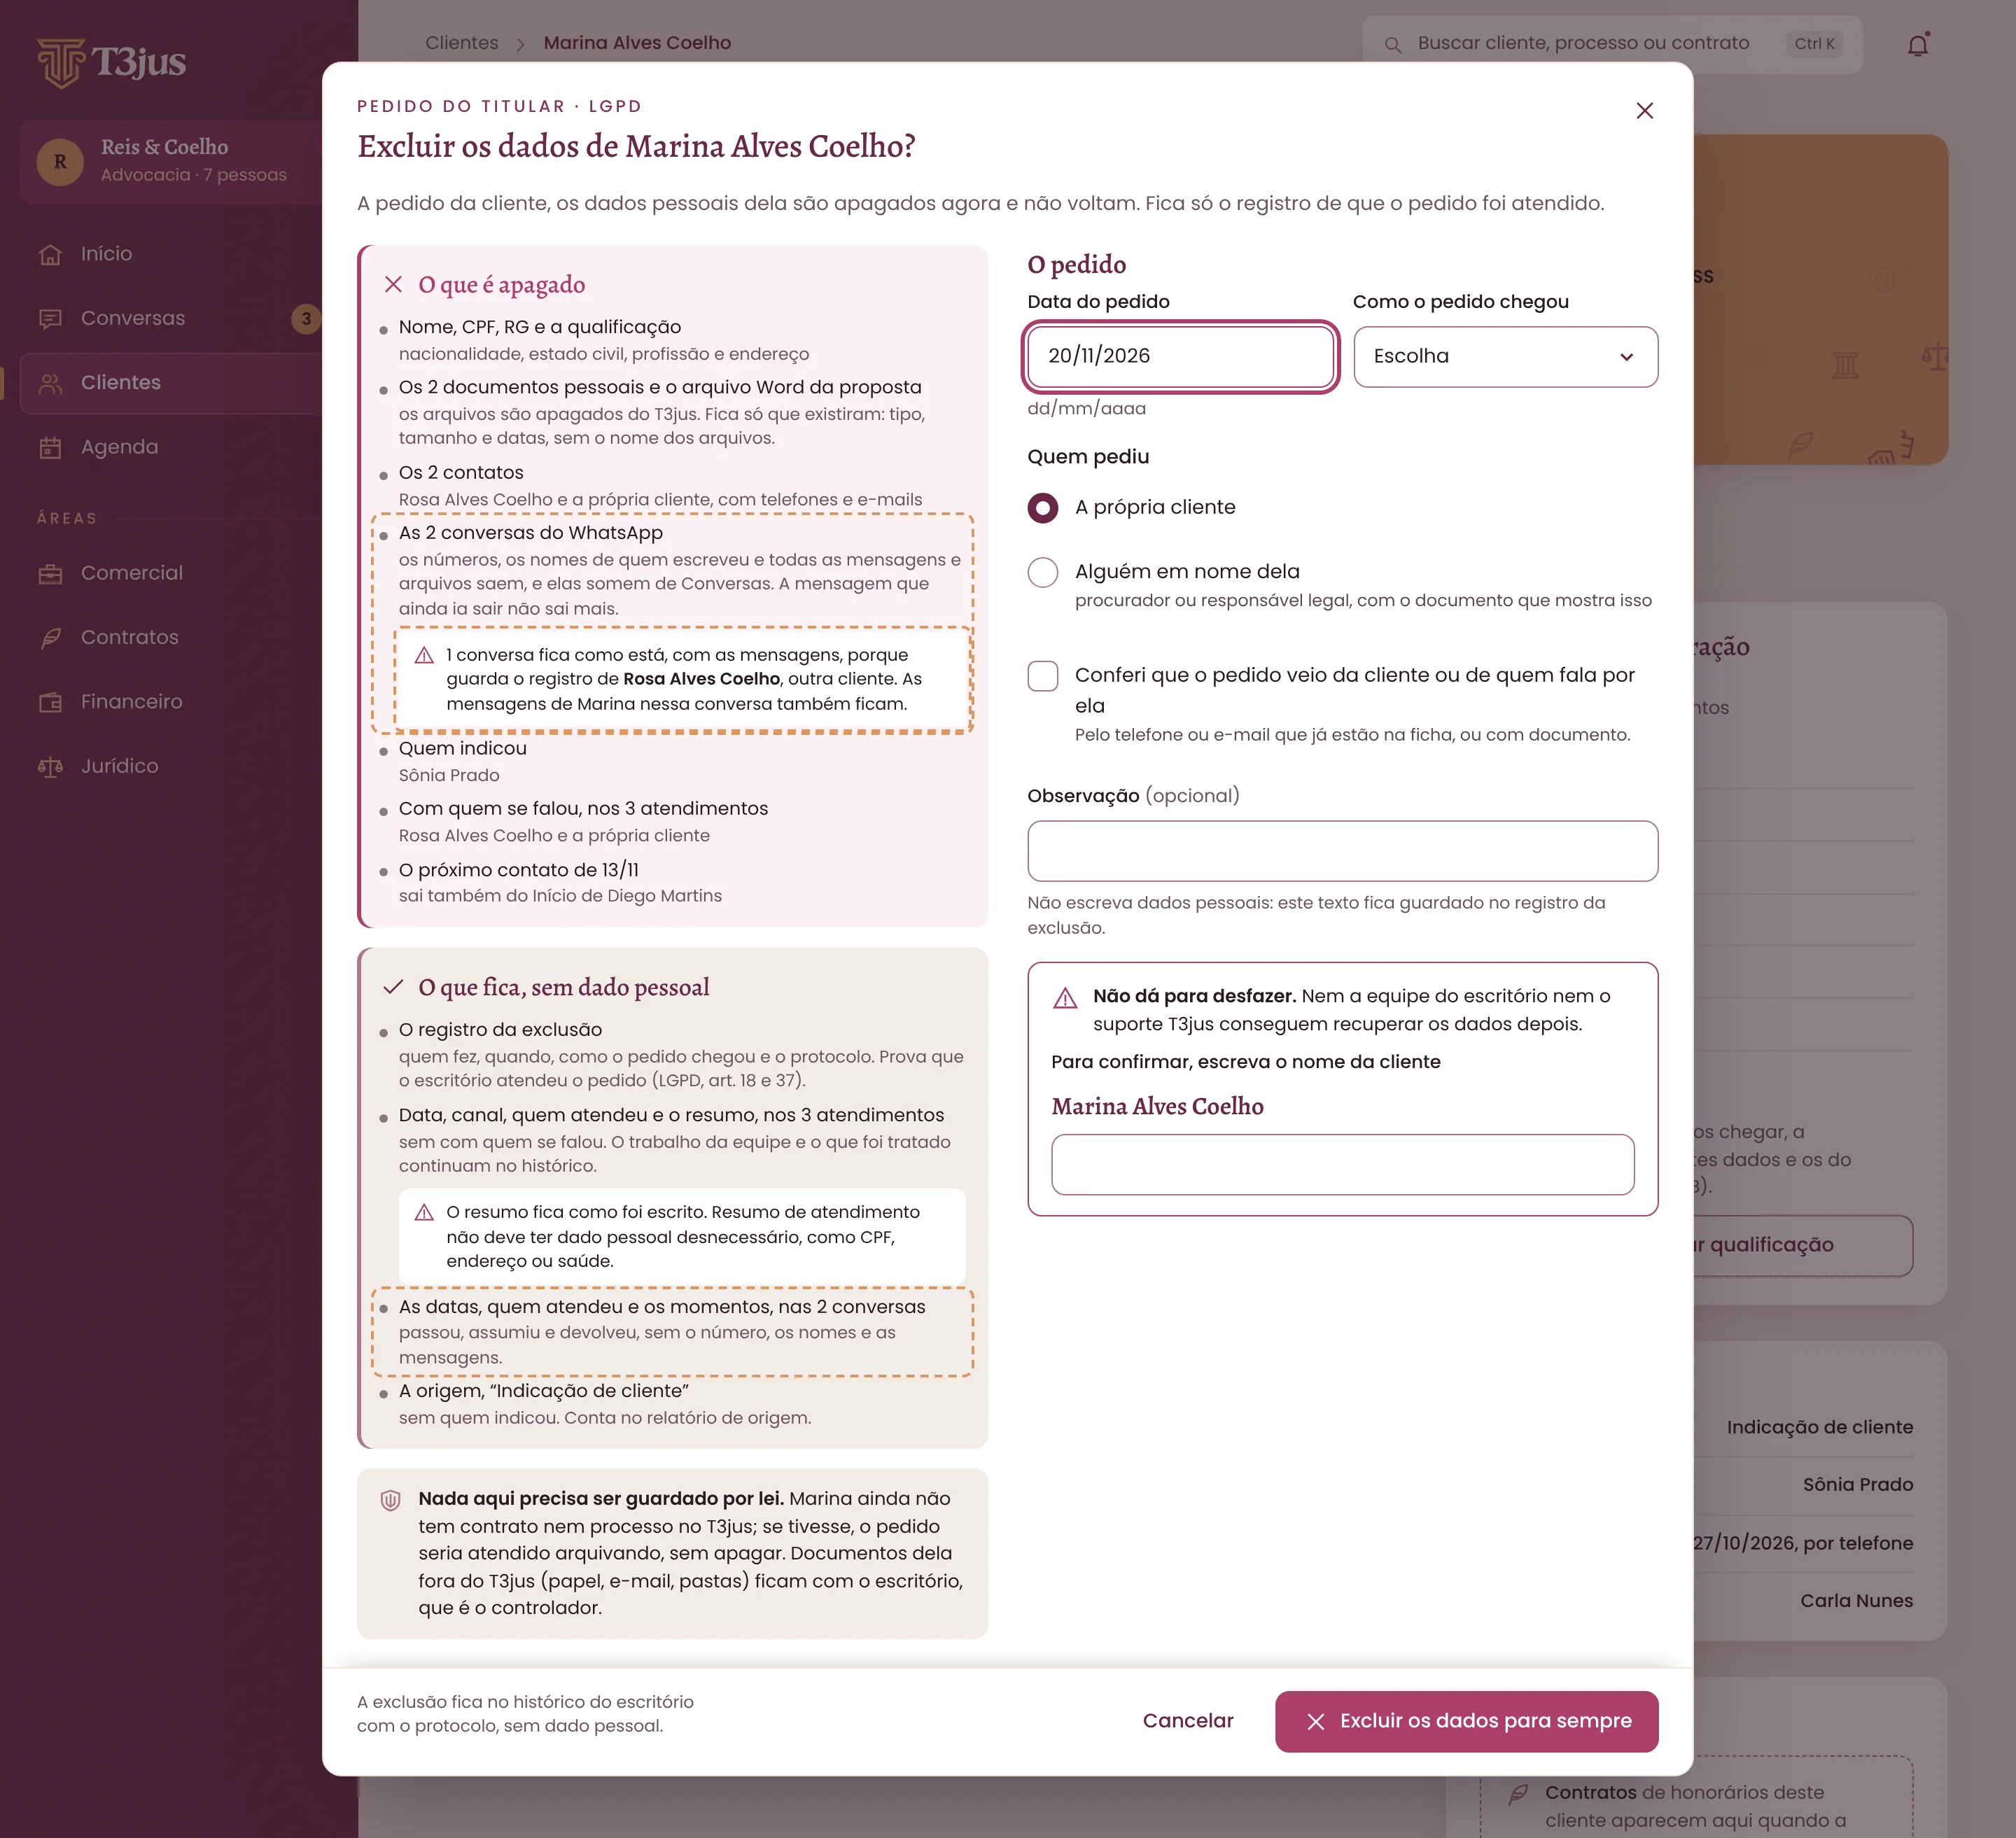 T3jus
Reis & Coelho
Advocacia · 7 pessoas
R
Início
Conversas
3
Clientes
Agenda
ÁREAS
Comercial
Contratos
Financeiro
Jurídico
Clientes
Marina Alves Coelho
Buscar cliente, processo ou contrato
Ctrl K
PEDIDO DO TITULAR · LGPD
Excluir os dados de Marina Alves Coelho?
A pedido da cliente, os dados pessoais dela são apagados agora e não voltam. Fica só o registro de que o pedido foi atendido.
O que é apagado
Nome, CPF, RG e a qualificação
nacionalidade, estado civil, profissão e endereço
Os 2 documentos pessoais e o arquivo Word da proposta
os arquivos são apagados do T3jus. Fica só que existiram: tipo,
tamanho e datas, sem o nome dos arquivos.
Os 2 contatos
Rosa Alves Coelho e a própria cliente, com telefones e e-mails
As 2 conversas do WhatsApp
os números, os nomes de quem escreveu e todas as mensagens e
arquivos saem, e elas somem de Conversas. A mensagem que
ainda ia sair não sai mais.
1 conversa fica como está, com as mensagens, porque
guarda o registro de Rosa Alves Coelho, outra cliente. As
mensagens de Marina nessa conversa também ficam.
Quem indicou
Sônia Prado
Com quem se falou, nos 3 atendimentos
Rosa Alves Coelho e a própria cliente
O próximo contato de 13/11
sai também do Início de Diego Martins
O que fica, sem dado pessoal
O registro da exclusão
quem fez, quando, como o pedido chegou e o protocolo. Prova que
o escritório atendeu o pedido (LGPD, art. 18 e 37).
Data, canal, quem atendeu e o resumo, nos 3 atendimentos
sem com quem se falou. O trabalho da equipe e o que foi tratado
continuam no histórico.
O resumo fica como foi escrito. Resumo de atendimento
não deve ter dado pessoal desnecessário, como CPF,
endereço ou saúde.
As datas, quem atendeu e os momentos, nas 2 conversas
passou, assumiu e devolveu, sem o número, os nomes e as
mensagens.
A origem, “Indicação de cliente”
sem quem indicou. Conta no relatório de origem.
Nada aqui precisa ser guardado por lei. Marina ainda não
tem contrato nem processo no T3jus; se tivesse, o pedido
seria atendido arquivando, sem apagar. Documentos dela
fora do T3jus (papel, e-mail, pastas) ficam com o escritório,
que é o controlador.
O pedido
Data do pedido
Como o pedido chegou
20/11/2026
Escolha
dd/mm/aaaa
Quem pediu
A própria cliente
Alguém em nome dela
procurador ou responsável legal, com o documento que mostra isso
Conferi que o pedido veio da cliente ou de quem fala por
ela
Pelo telefone ou e-mail que já estão na ficha, ou com documento.
Observação (opcional)
Não escreva dados pessoais: este texto fica guardado no registro da
exclusão.
Não dá para desfazer. Nem a equipe do escritório nem o
suporte T3jus conseguem recuperar os dados depois.
Para confirmar, escreva o nome da cliente
Marina Alves Coelho
A exclusão fica no histórico do escritório
com o protocolo, sem dado pessoal.
Cancelar
Excluir os dados para sempre
os chegar, a
dados e os do
qualificação
Indicação de cliente
Sônia Prado
27/10/2026, por telefone
Carla Nunes
Contratos de honorários deste
cliente aparecem aqui quando a